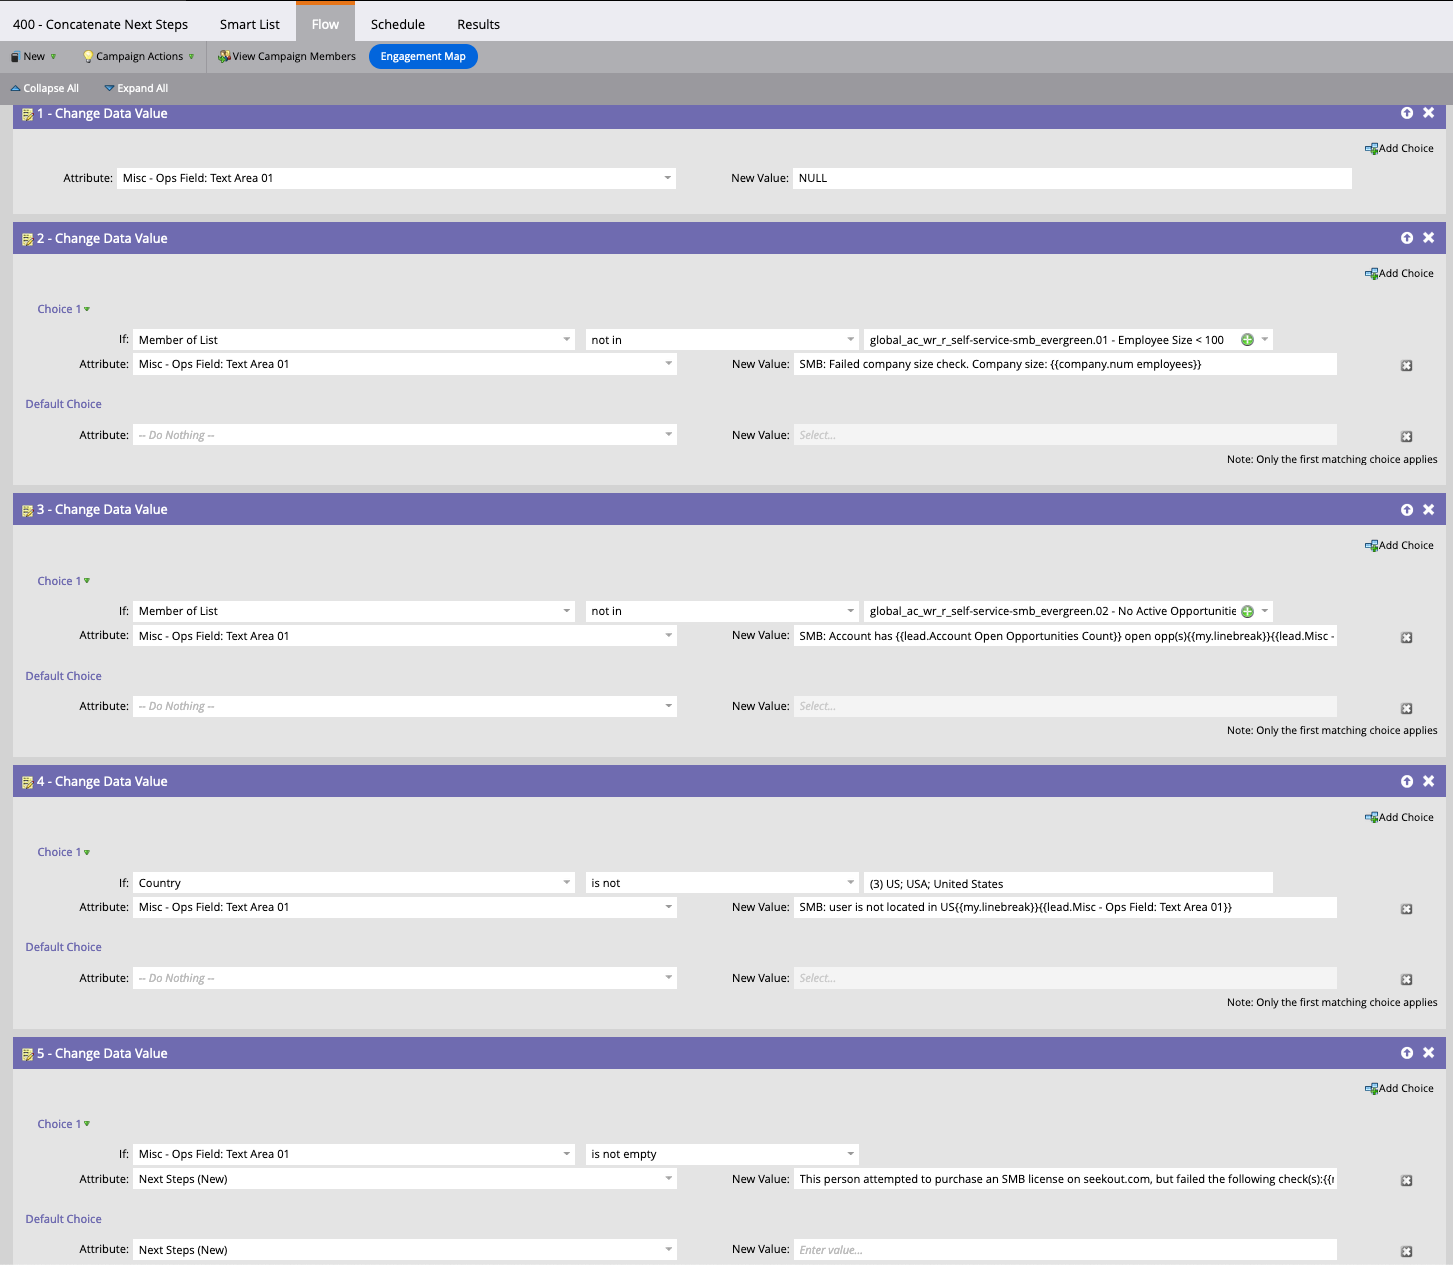 400 - Concatenate Next Steps Smart List Flow Schedule Results
New Campaign Actions View Campaign Members Engagement Map
Collapse All Expand All
1 - Change Data Value
Add Choice
Attribute: Misc - Ops Field: Text Area 01 New Value: NULL
2 - Change Data Value
Add Choice
Choice 1
If: Member of List not in global_ac_wr_r_self-service-smb_evergreen.01 - Employee Size < 100
Attribute: Misc - Ops Field: Text Area 01 New Value: SMB: Failed company size check. Company size: {{company.num employees}}
Default Choice
Attribute: -- Do Nothing -- New Value: Select...
Note: Only the first matching choice applies
3 - Change Data Value
Add Choice
Choice 1
If: Member of List not in global_ac_wr_r_self-service-smb_evergreen.02 - No Active Opportunitie
Attribute: Misc - Ops Field: Text Area 01 New Value: SMB: Account has {{lead.Account Open Opportunities Count}} open opp(s){{my.linebreak}}{{lead.Misc -
Default Choice
Attribute: -- Do Nothing -- New Value: Select...
Note: Only the first matching choice applies
4 - Change Data Value
Add Choice
Choice 1
If: Country is not (3) US; USA; United States
Attribute: Misc - Ops Field: Text Area 01 New Value: SMB: user is not located in US{{my.linebreak}}{{lead.Misc - Ops Field: Text Area 01}}
Default Choice
Attribute: -- Do Nothing -- New Value: Select...
Note: Only the first matching choice applies
5 - Change Data Value
Add Choice
Choice 1
If: Misc - Ops Field: Text Area 01 is not empty
Attribute: Next Steps (New) New Value: This person attempted to purchase an SMB license on seekout.com, but failed the following check(s):{{
Default Choice
Attribute: Next Steps (New) New Value: Enter value...